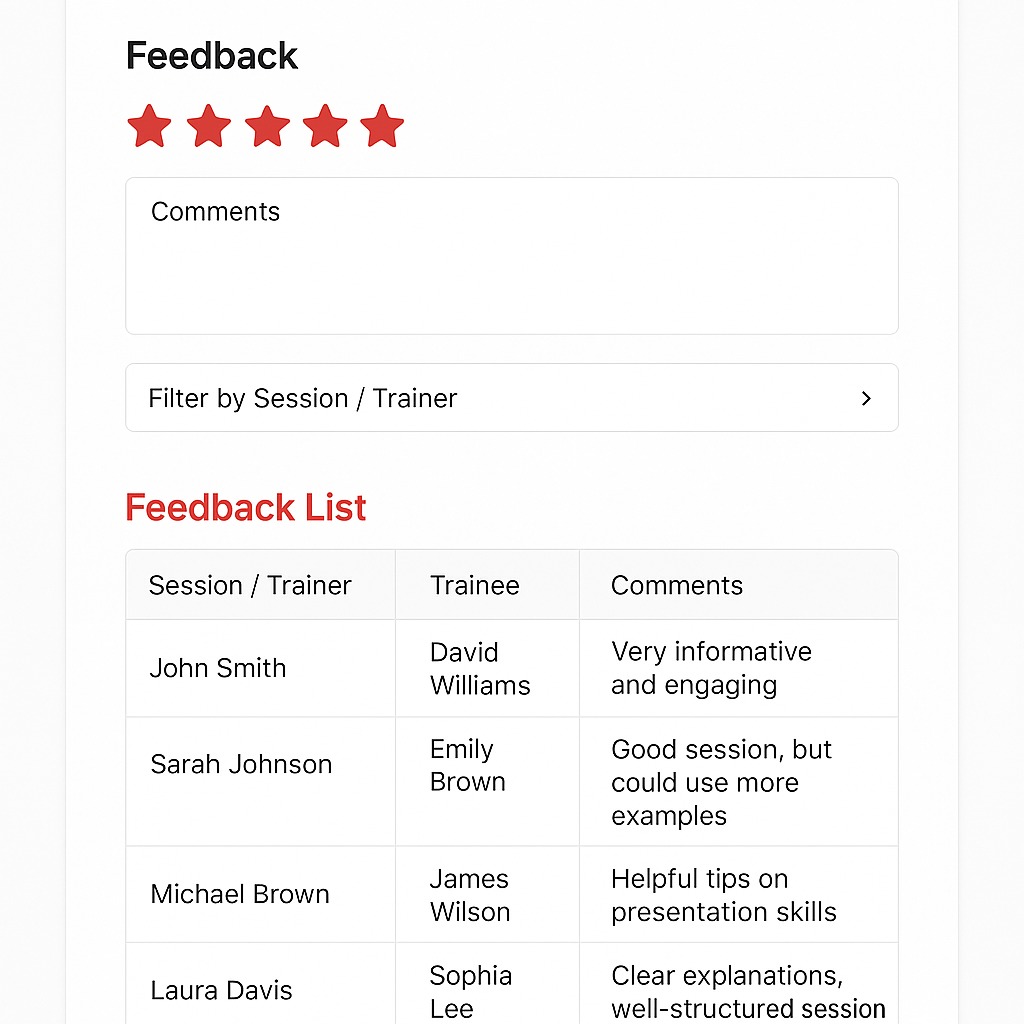 Feedback
Comments
Filter by Session / Trainer
Feedback List
Session / Trainer
Trainee
Comments
John Smith
David
Williams
Very informative
and engaging
Sarah Johnson
Emily
Brown
Good session, but
could use more
examples
Michael Brown
James
Wilson
Helpful tips on
presentation skills
Laura Davis
Sophia
Lee
Clear explanations,
well-structured session